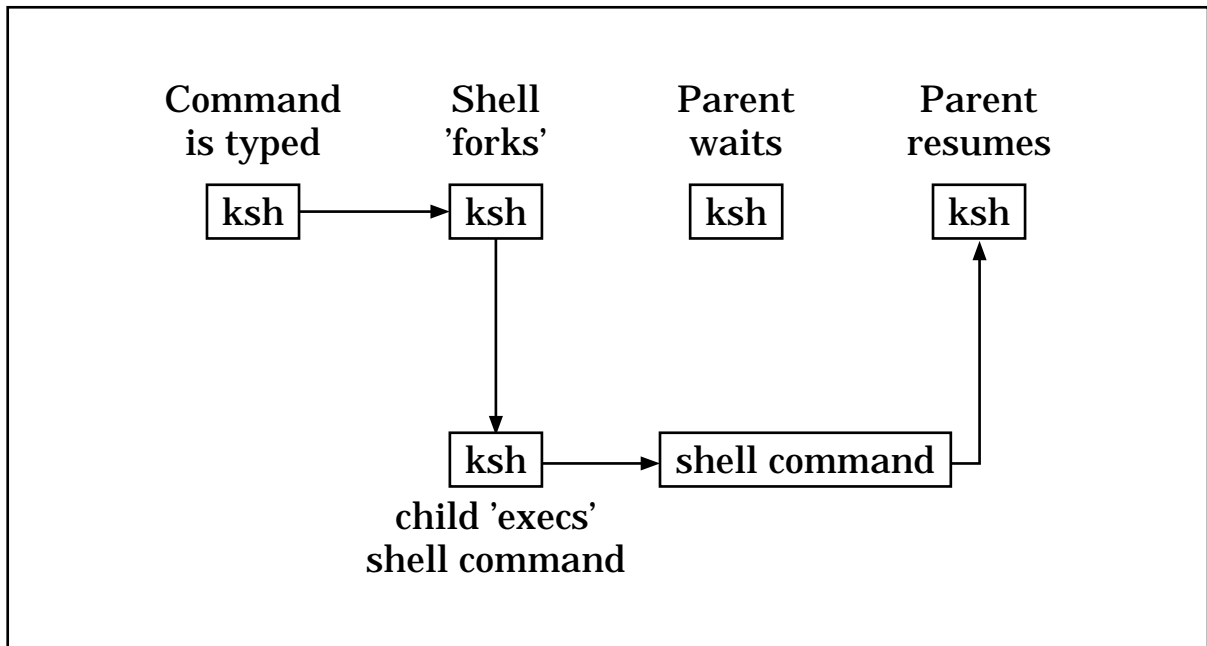 Command
is typed
Shell
’forks’
Parent
waits
Parent
resumes
ksh
ksh
ksh
ksh
ksh
shell command
child ’execs’
shell command